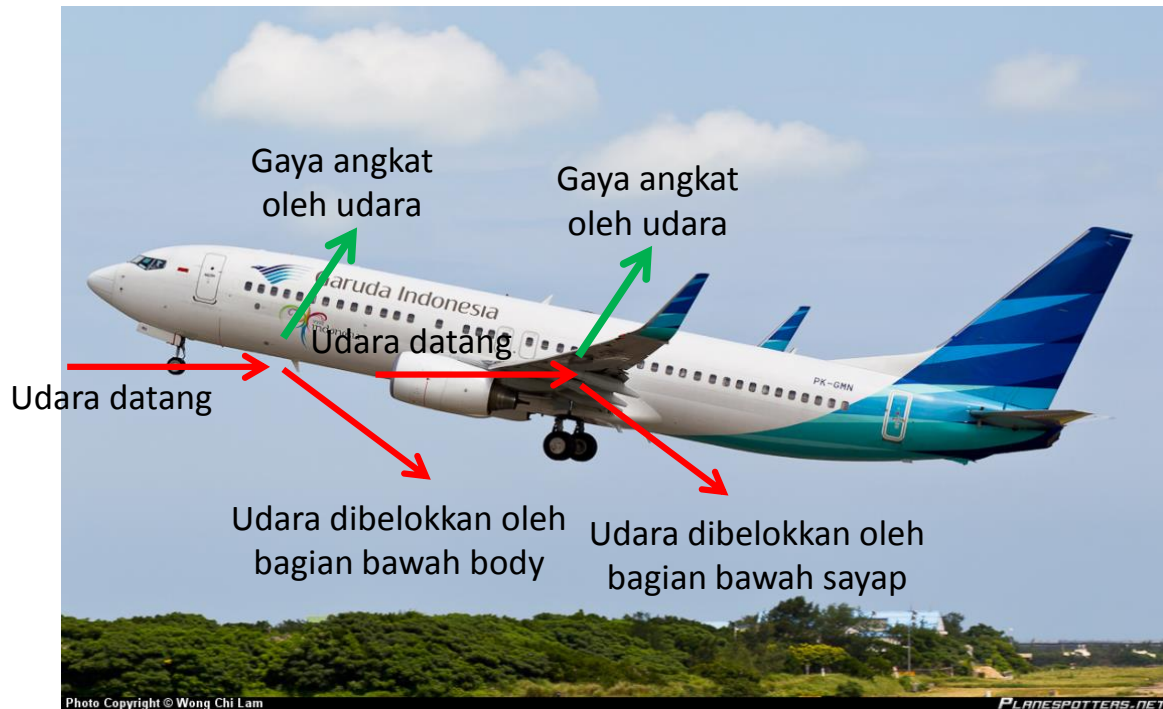 Gaya angkat
oleh udara
Gaya angkat
oleh udara
Garuda Indonesia
Udara datang
PK-GMN
Udara datang
Udara dibelokkan oleh
bagian bawah body
Udara dibelokkan oleh
bagian bawah sayap
Photo Copyright © Wong Chi Lam
PLANESPOTTERS.NET